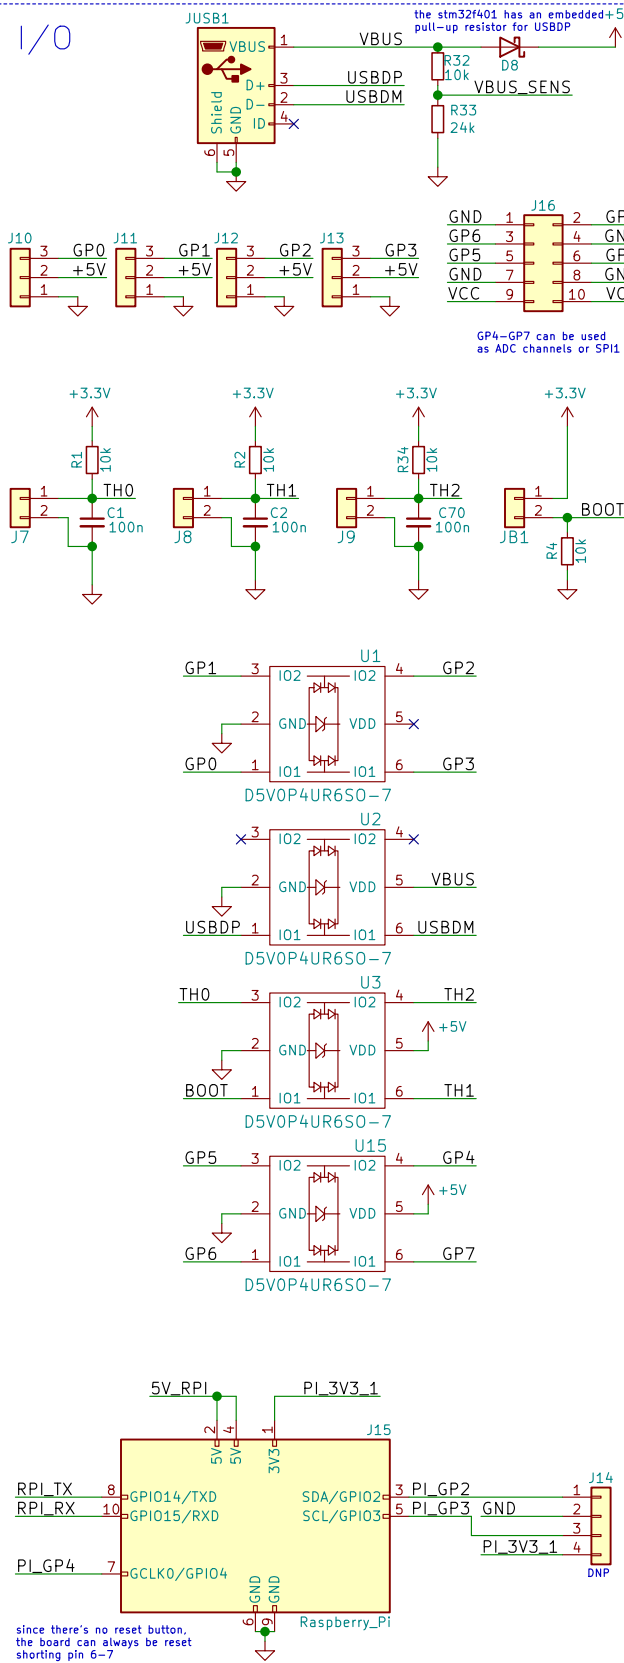 the stm32f401 has an embedded
pull-up resistor for USBDP
I/O
JUSB1
VBUS 1 VBUS
D+ 3 USBDP
D- 2 USBDM
ID 4
Shield GND
6 5
+5
D8
R32
10k
VBUS_SENS
R33
24k
J10 3 GP0
2 +5V
1
J11 3 GP1
2 +5V
1
J12 3 GP2
2 +5V
1
J13 3 GP3
2 +5V
1
J16
GND 1 2 GP
GP6 3 4 GN
GP5 5 6 GP
GND 7 8 GN
VCC 9 10 VC
GP4-GP7 can be used
as ADC channels or SPI1
+3.3V
R1 10k
1 TH0
2 C1
100n
J7
+3.3V
R2 10k
1 TH1
2 C2
100n
J8
+3.3V
R34 10k
1 TH2
2 C70
100n
J9
+3.3V
1
2 BOOT
JB1
R4 10k
U1
GP1 3 IO2 IO2 4 GP2
2 GND VDD 5
GP0 1 IO1 IO1 6 GP3
D5V0P4UR6SO-7
U2
3 IO2 IO2 4
2 GND VDD 5 VBUS
USBDP 1 IO1 IO1 6 USBDM
D5V0P4UR6SO-7
U3
TH0 3 IO2 IO2 4 TH2
+5V
2 GND VDD 5
BOOT 1 IO1 IO1 6 TH1
D5V0P4UR6SO-7
U15
GP5 3 IO2 IO2 4 GP4
+5V
2 GND VDD 5
GP6 1 IO1 IO1 6 GP7
D5V0P4UR6SO-7
5V_RPI PI_3V3_1
2 4 1 J15
5V 5V 3V3
RPI_TX 8 GPIO14/TXD SDA/GPIO2 3 PI_GP2
RPI_RX 10 GPIO15/RXD SCL/GPIO3 5 PI_GP3
PI_GP4 7 GCLK0/GPIO4
GND GND
6 9
Raspberry_Pi
J14
1
GND 2
3
PI_3V3_1 4
DNP
since there's no reset button,
the board can always be reset
shorting pin 6-7